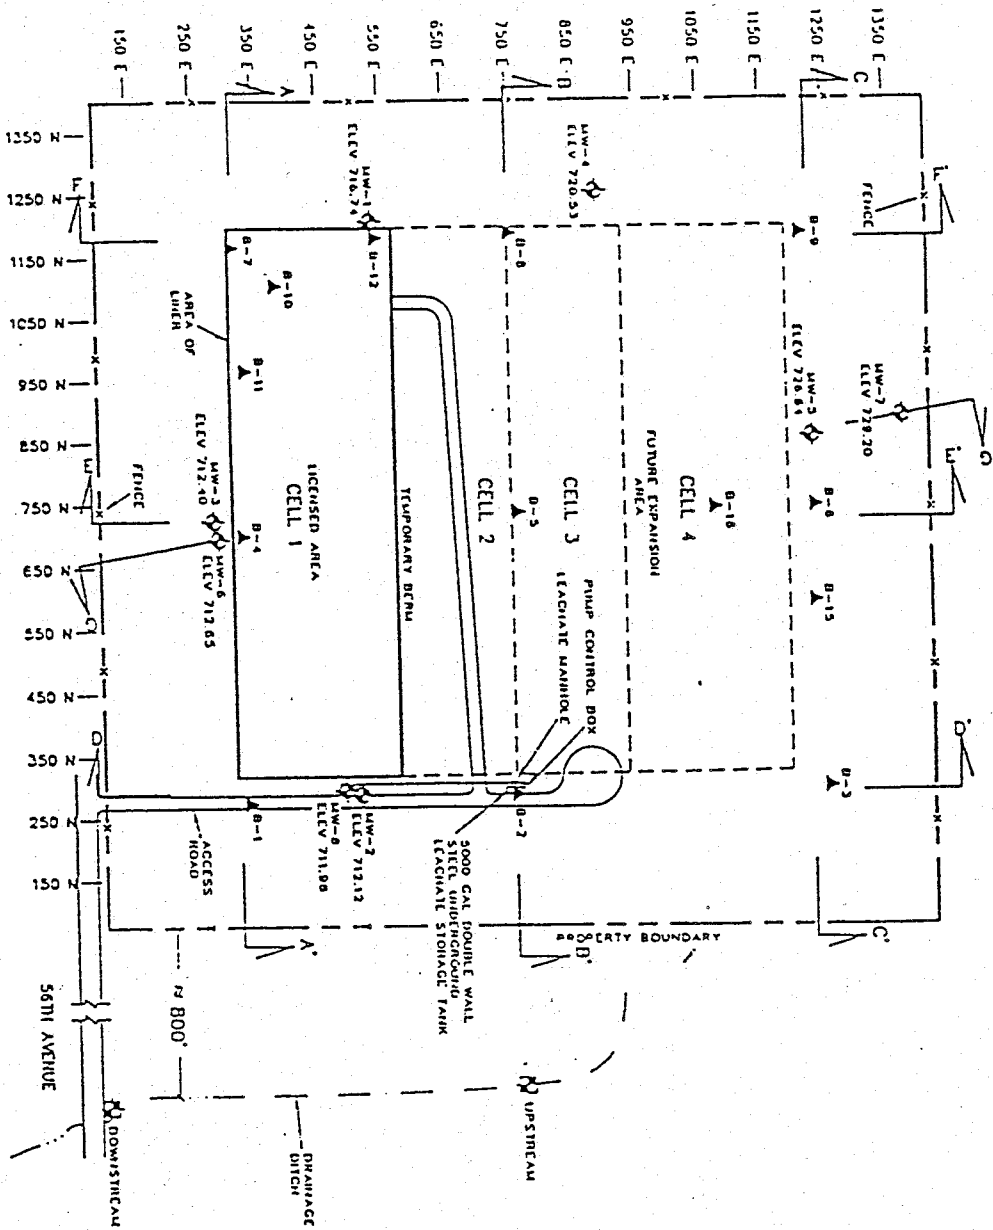 150 E
250 E
350 E
450 E
550 E
650 E
750 E
850 E
950 E
1050 E
1150 E
1250 E
1350 E
1350 N
1250 N
1150 N
1050 N
950 N
850 N
750 N
650 N
550 N
450 N
350 N
250 N
150 N
A
B
C
F
F'
E
E'
G
G
D
D'
A'
B'
C'
FENCE
FENCE
MW-1
ELEV 716.74
MW-4
ELEV 720.53
MW-5
ELEV 726.64
MW-7
ELEV 729.20
MW-3
ELEV 712.40
MW-6
ELEV 712.65
MW-2
ELEV 712.12
MW-8
ELEV 711.98
B-7
B-12
B-8
B-9
B-10
B-11
B-4
B-5
B-16
B-6
B-15
B-3
B-2
B-1
AREA OF
LINER
LICENSED AREA
CELL 1
TEMPORARY BERM
CELL 2
CELL 3
FUTURE EXPANSION
AREA
CELL 4
PUMP CONTROL BOX
LEACHATE MANHOLE
5000 GAL DOUBLE WALL
STEEL UNDERGROUND
LEACHATE STORAGE TANK
ACCESS
ROAD
PROPERTY BOUNDARY
≈ 800'
56TH AVENUE
UPSTREAM
DOWNSTREAM
DRAINAGE
DITCH